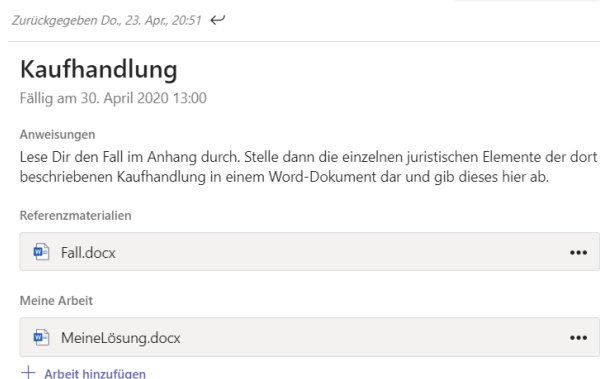 Zurückgegeben Do., 23. Apr., 20:51
Kaufhandlung
Fällig am 30. April 2020 13:00
Anweisungen
Lese Dir den Fall im Anhang durch. Stelle dann die einzelnen juristischen Elemente der dort
beschriebenen Kaufhandlung in einem Word-Dokument dar und gib dieses hier ab.
Referenzmaterialien
Fall.docx
Meine Arbeit
MeineLösung.docx
Arbeit hinzufügen